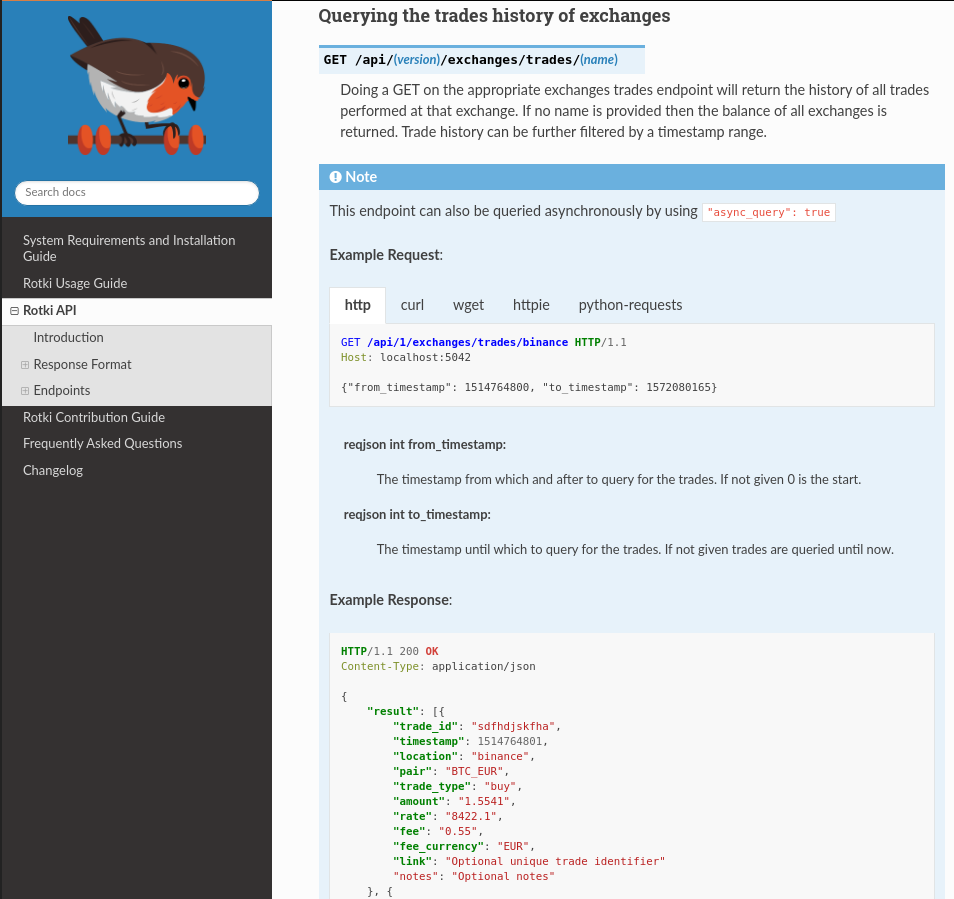 Search docs
System Requirements and Installation
Guide
Rotki Usage Guide
Rotki API
Introduction
Response Format
Endpoints
Rotki Contribution Guide
Frequently Asked Questions
Changelog
Querying the trades history of exchanges
GET /api/(version)/exchanges/trades/(name)
Doing a GET on the appropriate exchanges trades endpoint will return the history of all trades
performed at that exchange. If no name is provided then the balance of all exchanges is
returned. Trade history can be further filtered by a timestamp range.
Note
This endpoint can also be queried asynchronously by using "async_query": true
Example Request:
http curl wget httpie python-requests
GET /api/1/exchanges/trades/binance HTTP/1.1
Host: localhost:5042
{"from_timestamp": 1514764800, "to_timestamp": 1572080165}
reqjson int from_timestamp:
The timestamp from which and after to query for the trades. If not given 0 is the start.
reqjson int to_timestamp:
The timestamp until which to query for the trades. If not given trades are queried until now.
Example Response:
HTTP/1.1 200 OK
Content-Type: application/json
{
"result": [{
"trade_id": "sdfhdjskfha",
"timestamp": 1514764801,
"location": "binance",
"pair": "BTC_EUR",
"trade_type": "buy",
"amount": "1.5541",
"rate": "8422.1",
"fee": "0.55",
"fee_currency": "EUR",
"link": "Optional unique trade identifier"
"notes": "Optional notes"
}, {